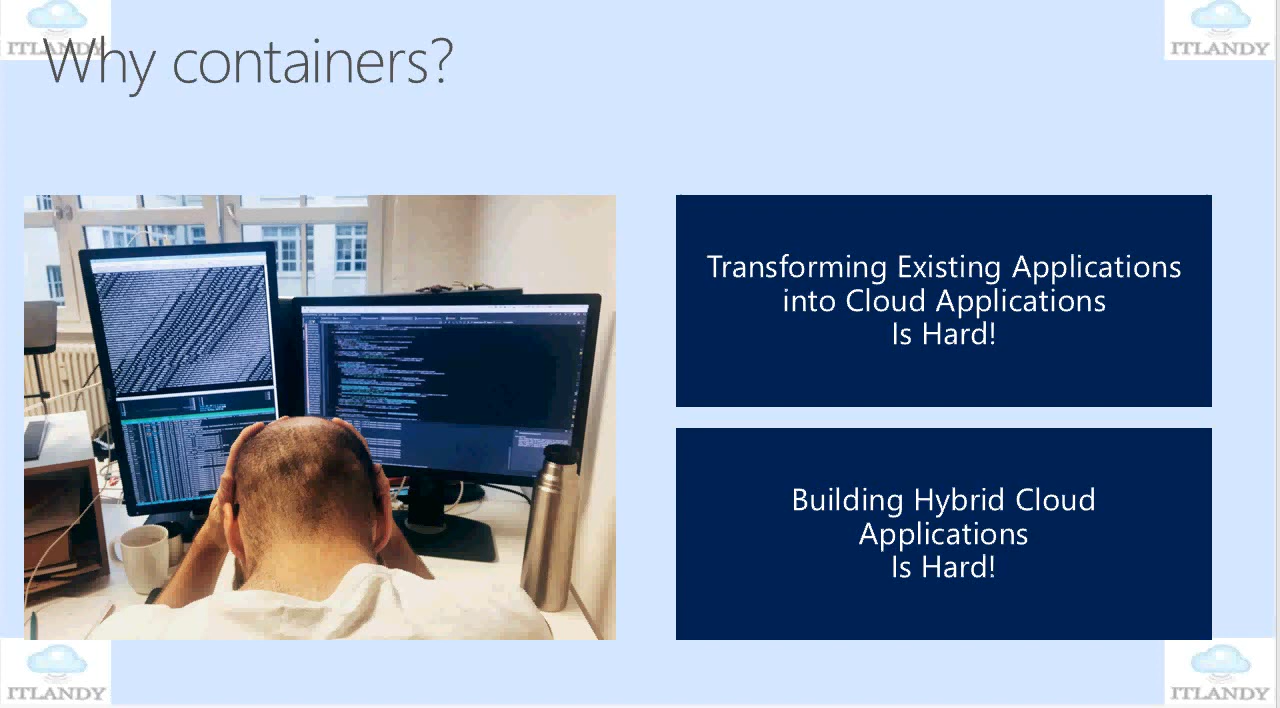 ITLANDY
ITLANDY
Why containers?
Transforming Existing Applications
into Cloud Applications
Is Hard!
Building Hybrid Cloud
Applications
Is Hard!
ITLANDY
ITLANDY